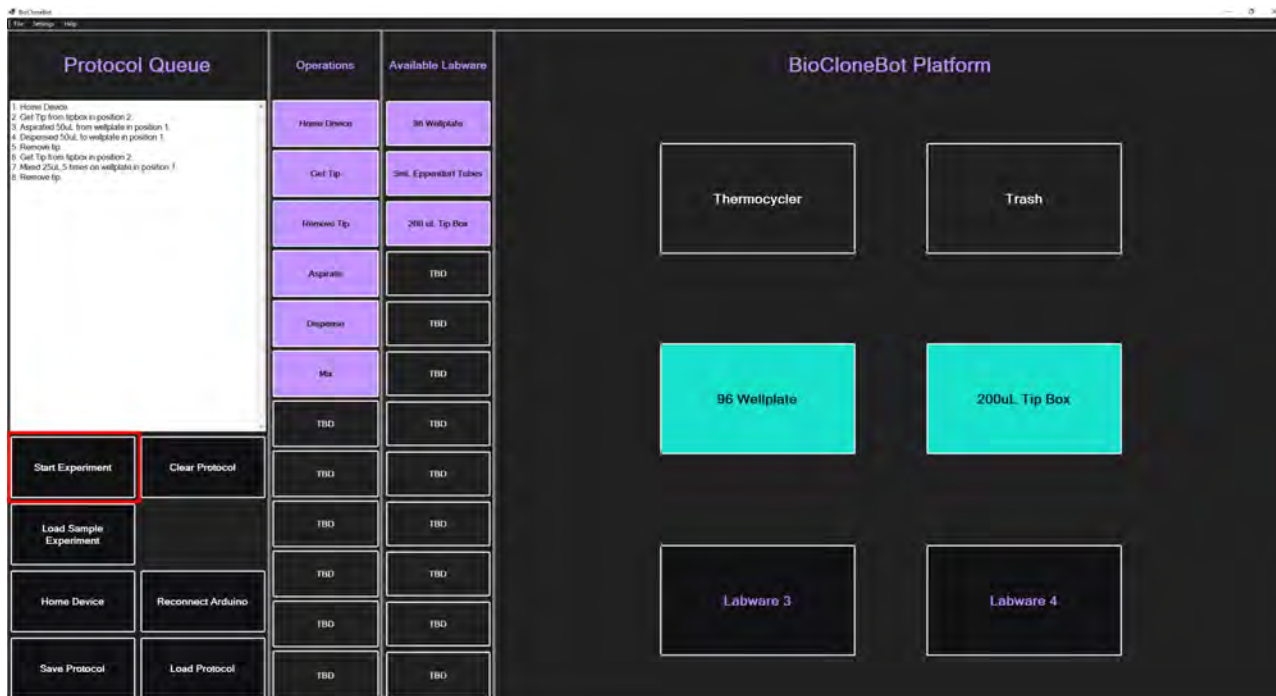 BioCloneBot
File Settings Help
Protocol Queue
1. Home Device
2. Get Tip from tipbox in position 2.
3. Aspirated 50uL from wellplate in position 1.
4. Dispersed 50uL to wellplate in position 1.
5. Remove tip
6. Get Tip from tipbox in position 2.
7. Mixed 25uL 5 times on wellplate in position 1.
8. Remove tip
Start Experiment
Clear Protocol
Load Sample
Experiment
Home Device
Reconnect Arduino
Save Protocol
Load Protocol
Operations
Home Device
Get Tip
Remove Tip
Aspirate
Dispense
Mix
TBD
TBD
TBD
TBD
TBD
TBD
Available Labware
96 Wellplate
5mL Eppendorf Tubes
200 uL Tip Box
TBD
TBD
TBD
TBD
TBD
TBD
TBD
TBD
TBD
BioCloneBot Platform
Thermocycler
Trash
96 Wellplate
200uL Tip Box
Labware 3
Labware 4